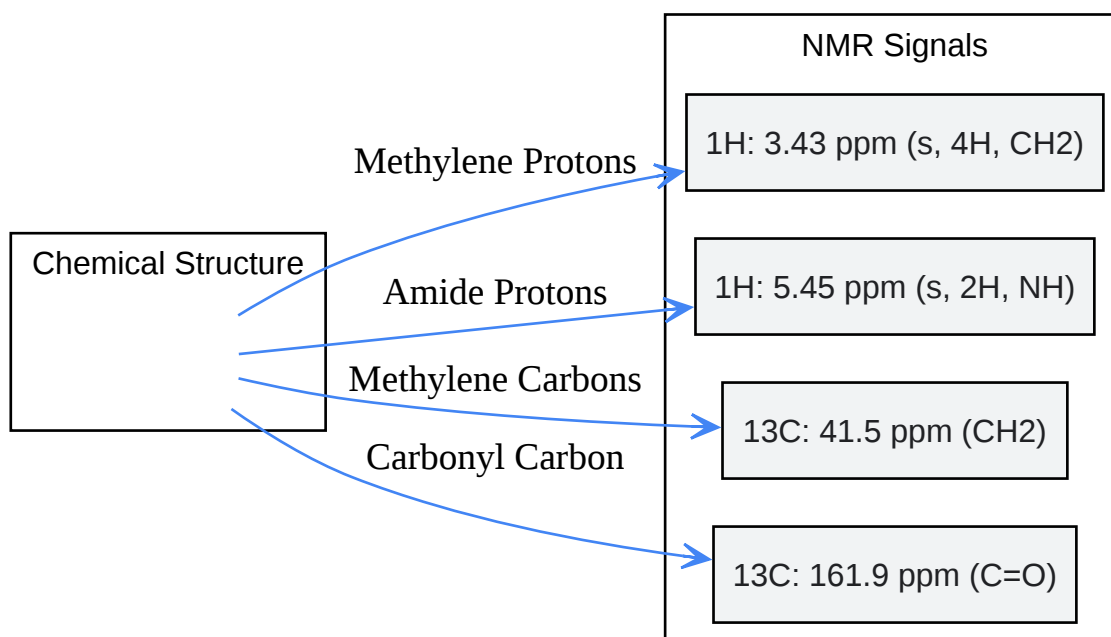 NMR Signals
1H: 3.43 ppm (s, 4H, CH2)
Methylene Protons
Chemical Structure
1H: 5.45 ppm (s, 2H, NH)
Amide Protons
Methylene Carbons
13C: 41.5 ppm (CH2)
Carbonyl Carbon
13C: 161.9 ppm (C=O)